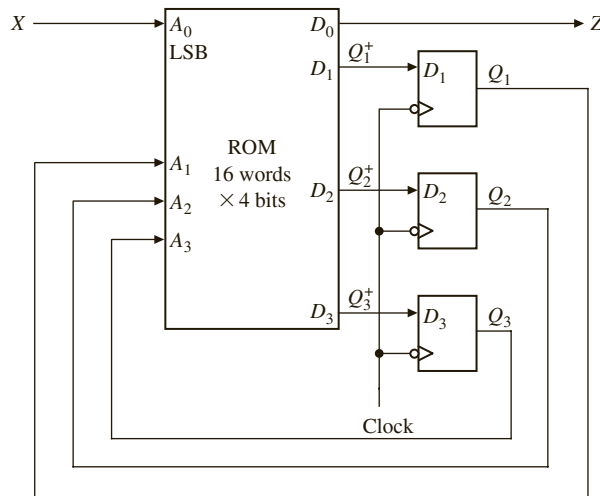 X
A₀
LSB
D₀
Z
D₁
Q₁⁺
D₁
Q₁
ROM
16 words
× 4 bits
A₁
A₂
A₃
D₂
Q₂⁺
D₂
Q₂
D₃
Q₃⁺
D₃
Q₃
Clock